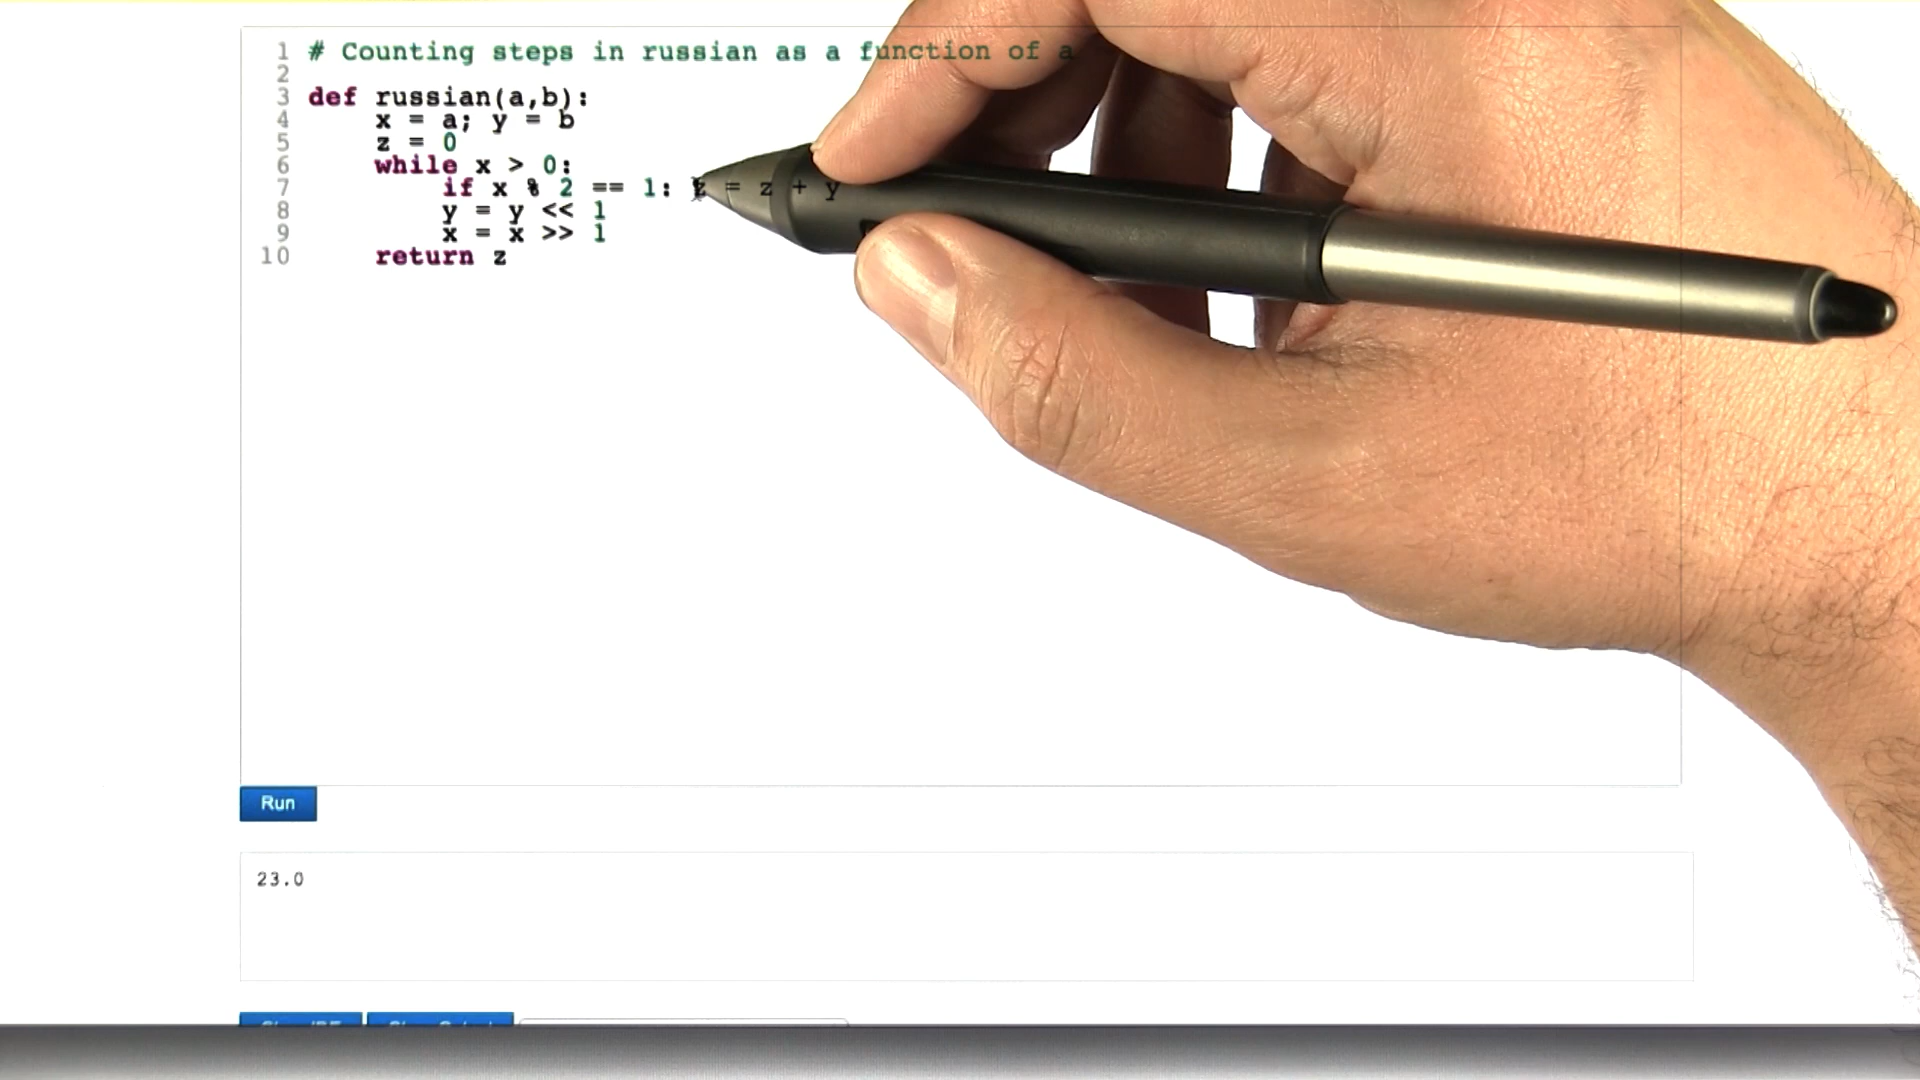 1 # Counting steps in russian as a function of a
2
3 def russian(a,b):
4 x = a; y = b
5 z = 0
6 while x > 0:
7 if x % 2 == 1: z = z + y
8 y = y << 1
9 x = x >> 1
10 return z
Run
23.0